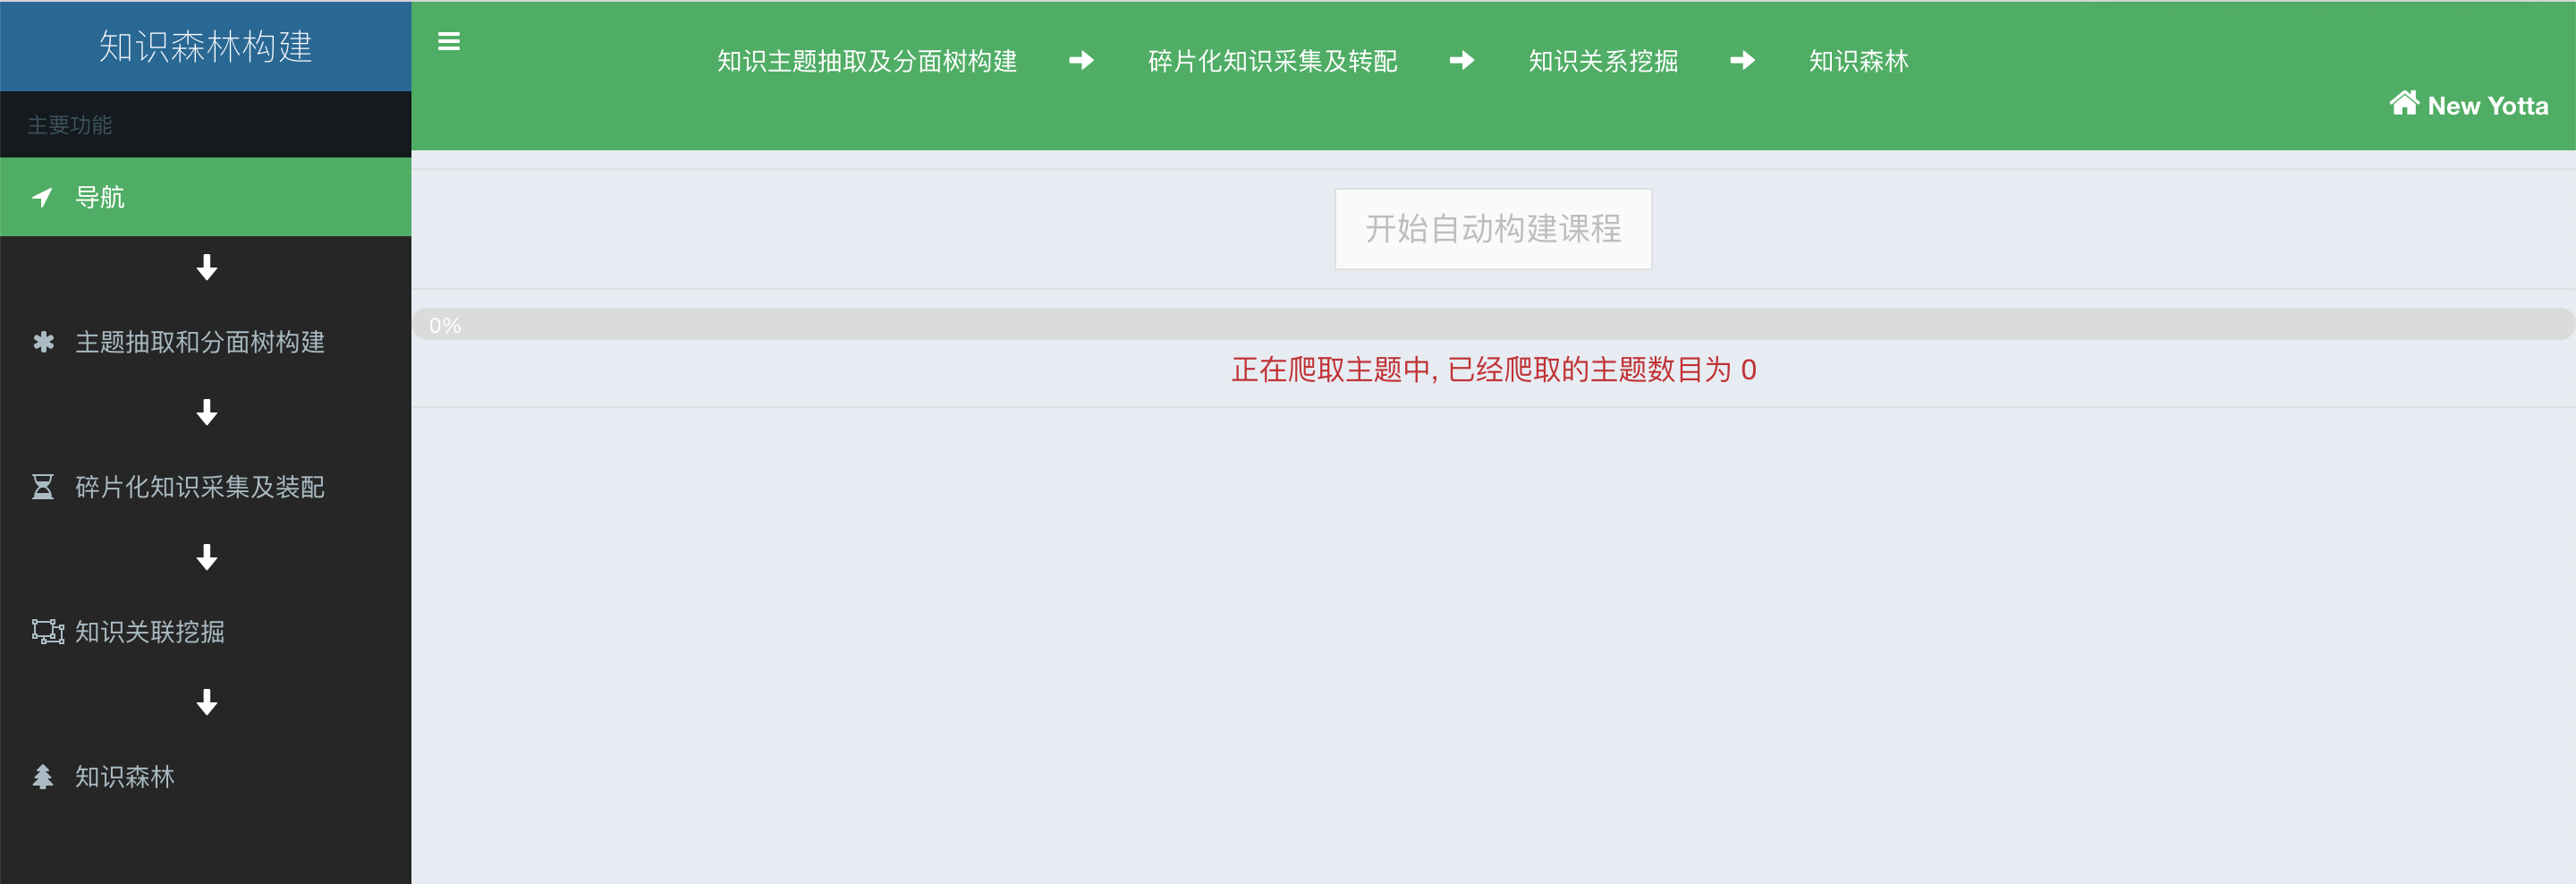 知识森林构建
主要功能
导航
主题抽取和分面树构建
碎片化知识采集及装配
知识关联挖掘
知识森林
知识主题抽取及分面树构建 碎片化知识采集及转配 知识关系挖掘 知识森林
New Yotta
开始自动构建课程
0%
正在爬取主题中, 已经爬取的主题数目为 0